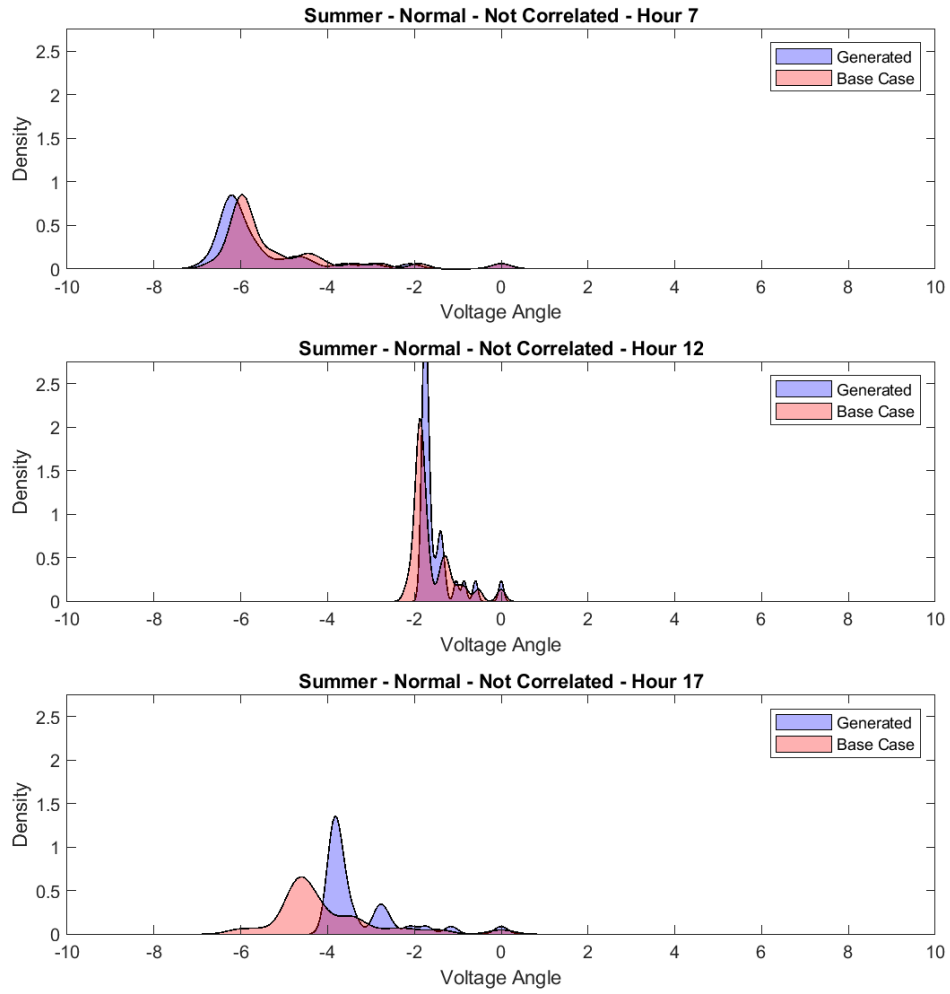 Summer - Normal - Not Correlated - Hour 7
2.5
2
1.5
1
0.5
0
Density
Generated
Base Case
-10 -8 -6 -4 -2 0 2 4 6 8 10
Voltage Angle
Summer - Normal - Not Correlated - Hour 12
2.5
2
1.5
1
0.5
0
Density
Generated
Base Case
-10 -8 -6 -4 -2 0 2 4 6 8 10
Voltage Angle
Summer - Normal - Not Correlated - Hour 17
2.5
2
1.5
1
0.5
0
Density
Generated
Base Case
-10 -8 -6 -4 -2 0 2 4 6 8 10
Voltage Angle